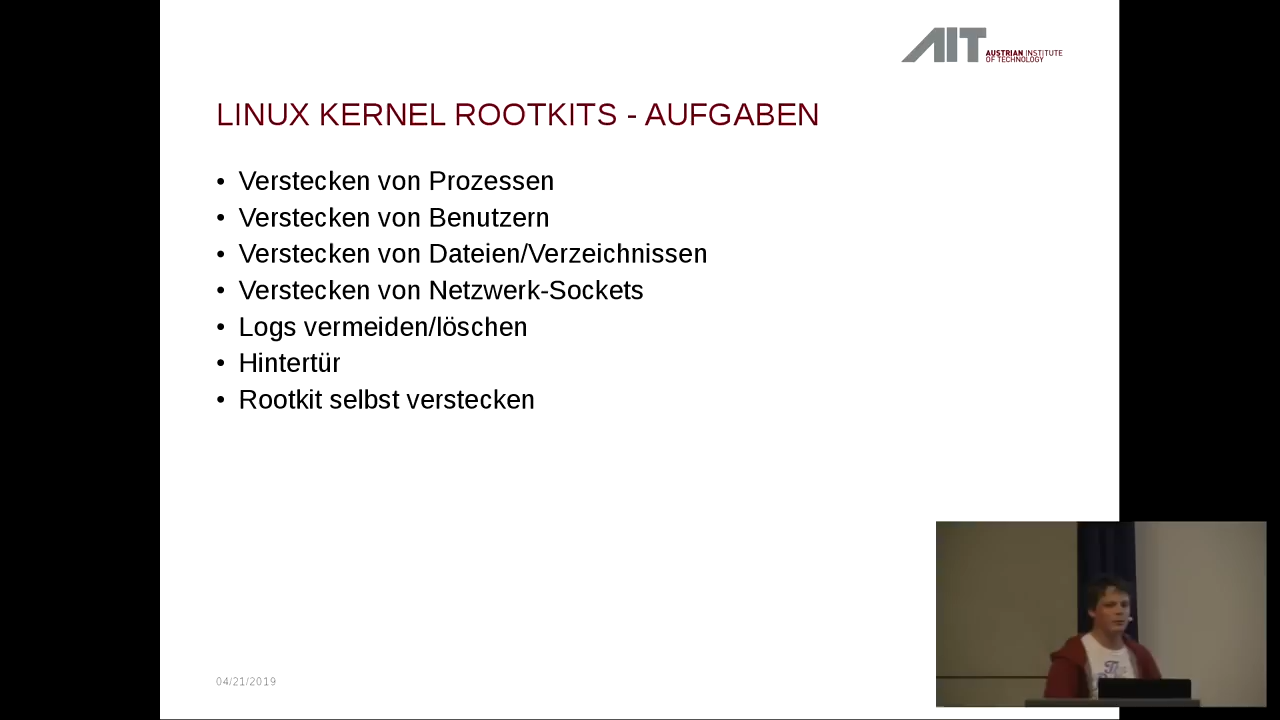 AIT
AUSTRIAN INSTITUTE
OF TECHNOLOGY
LINUX KERNEL ROOTKITS - AUFGABEN
• Verstecken von Prozessen
• Verstecken von Benutzern
• Verstecken von Dateien/Verzeichnissen
• Verstecken von Netzwerk-Sockets
• Logs vermeiden/löschen
• Hintertür
• Rootkit selbst verstecken
04/21/2019